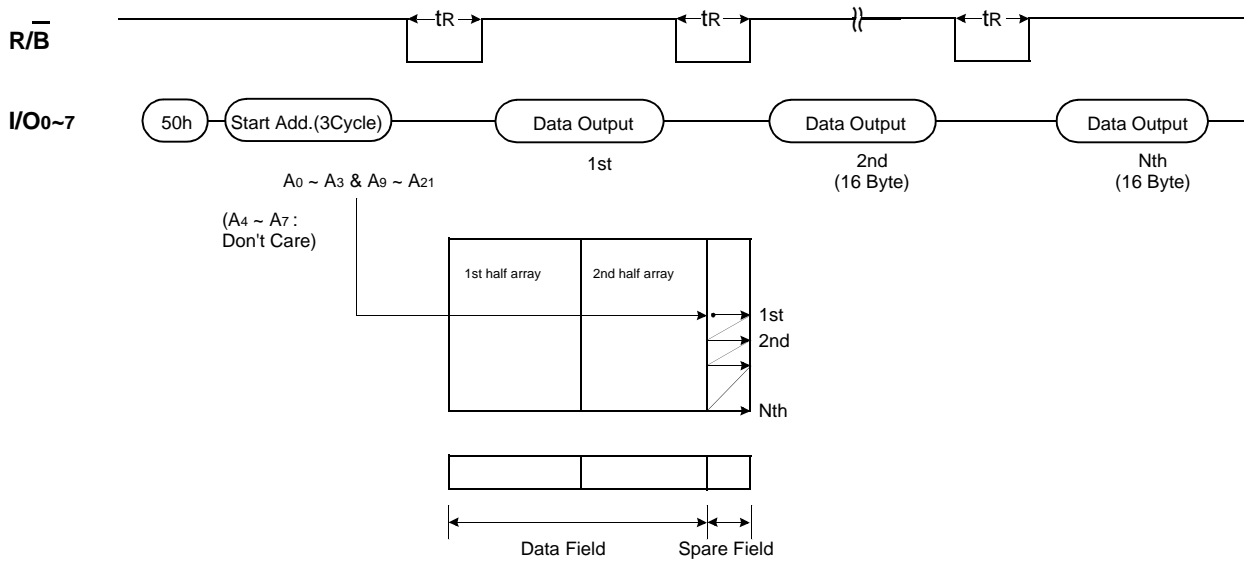 R/B
tR
tR
tR
I/O0~7
50h
Start Add.(3Cycle)
Data Output
Data Output
Data Output
1st
2nd
(16 Byte)
Nth
(16 Byte)
A0 ~ A3 & A9 ~ A21
(A4 ~ A7 :
Don't Care)
1st half array
2nd half array
1st
2nd
Nth
Data Field
Spare Field